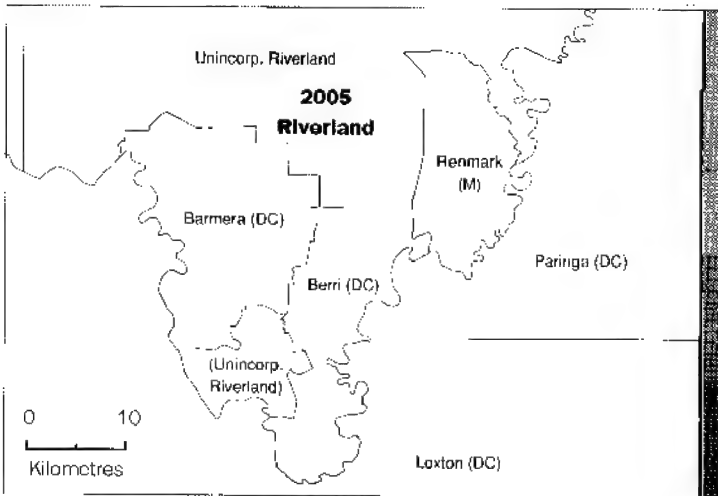 Unincorp. Riverland
2005
Riverland
Renmark
(M)
Barmera (DC)
Paringa (DC)
Berri (DC)
(Unincorp.
Riverland)
0 10
Kilometres
Loxton (DC)